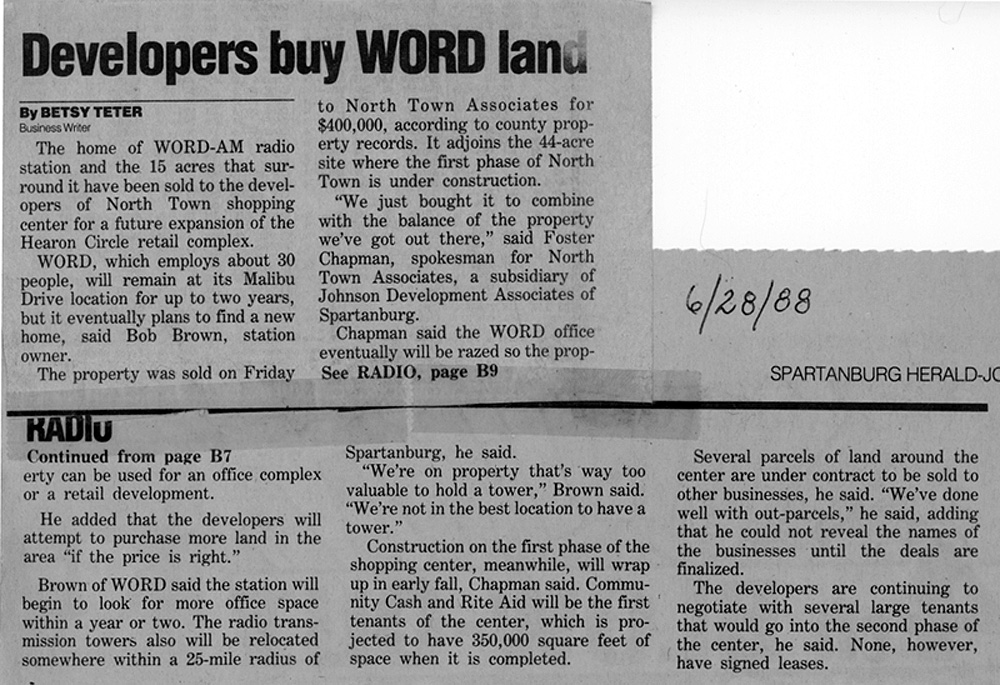 Developers buy WORD land
By BETSY TETER
Business Writer
The home of WORD-AM radio
station and the 15 acres that sur-
round it have been sold to the devel-
opers of North Town shopping
center for a future expansion of the
Hearon Circle retail complex.
WORD, which employs about 30
people, will remain at its Malibu
Drive location for up to two years,
but it eventually plans to find a new
home, said Bob Brown, station
owner.
The property was sold on Friday
to North Town Associates for
$400,000, according to county prop-
erty records. It adjoins the 44-acre
site where the first phase of North
Town is under construction.
“We just bought it to combine
with the balance of the property
we’ve got out there,” said Foster
Chapman, spokesman for North
Town Associates, a subsidiary of
Johnson Development Associates of
Spartanburg.
Chapman said the WORD office
eventually will be razed so the prop-
See RADIO, page B9
6/28/88
SPARTANBURG HERALD-JO
RADIO
Continued from page B7
erty can be used for an office complex
or a retail development.
He added that the developers will
attempt to purchase more land in the
area “if the price is right.”
Brown of WORD said the station will
begin to look for more office space
within a year or two. The radio trans-
mission towers also will be relocated
somewhere within a 25-mile radius of
Spartanburg, he said.
“We’re on property that’s way too
valuable to hold a tower,” Brown said.
“We’re not in the best location to have a
tower.”
Construction on the first phase of the
shopping center, meanwhile, will wrap
up in early fall, Chapman said. Commu-
nity Cash and Rite Aid will be the first
tenants of the center, which is pro-
jected to have 350,000 square feet of
space when it is completed.
Several parcels of land around the
center are under contract to be sold to
other businesses, he said. “We’ve done
well with out-parcels,” he said, adding
that he could not reveal the names of
the businesses until the deals are
finalized.
The developers are continuing to
negotiate with several large tenants
that would go into the second phase of
the center, he said. None, however,
have signed leases.